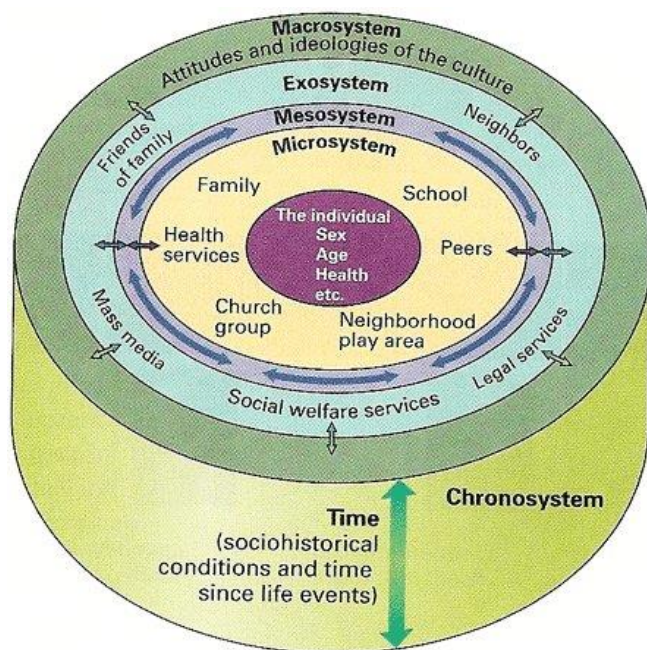 Macrosystem
Attitudes and ideologies of the culture
Exosystem
Mesosystem
Microsystem
Friends
of family
Neighbors
Family
School
The individual
Sex
Age
Health
etc.
Health
services
Peers
Church
group
Neighborhood
play area
Mass media
Social welfare services
Legal services
Chronosystem
Time
(sociohistorical
conditions and time
since life events)